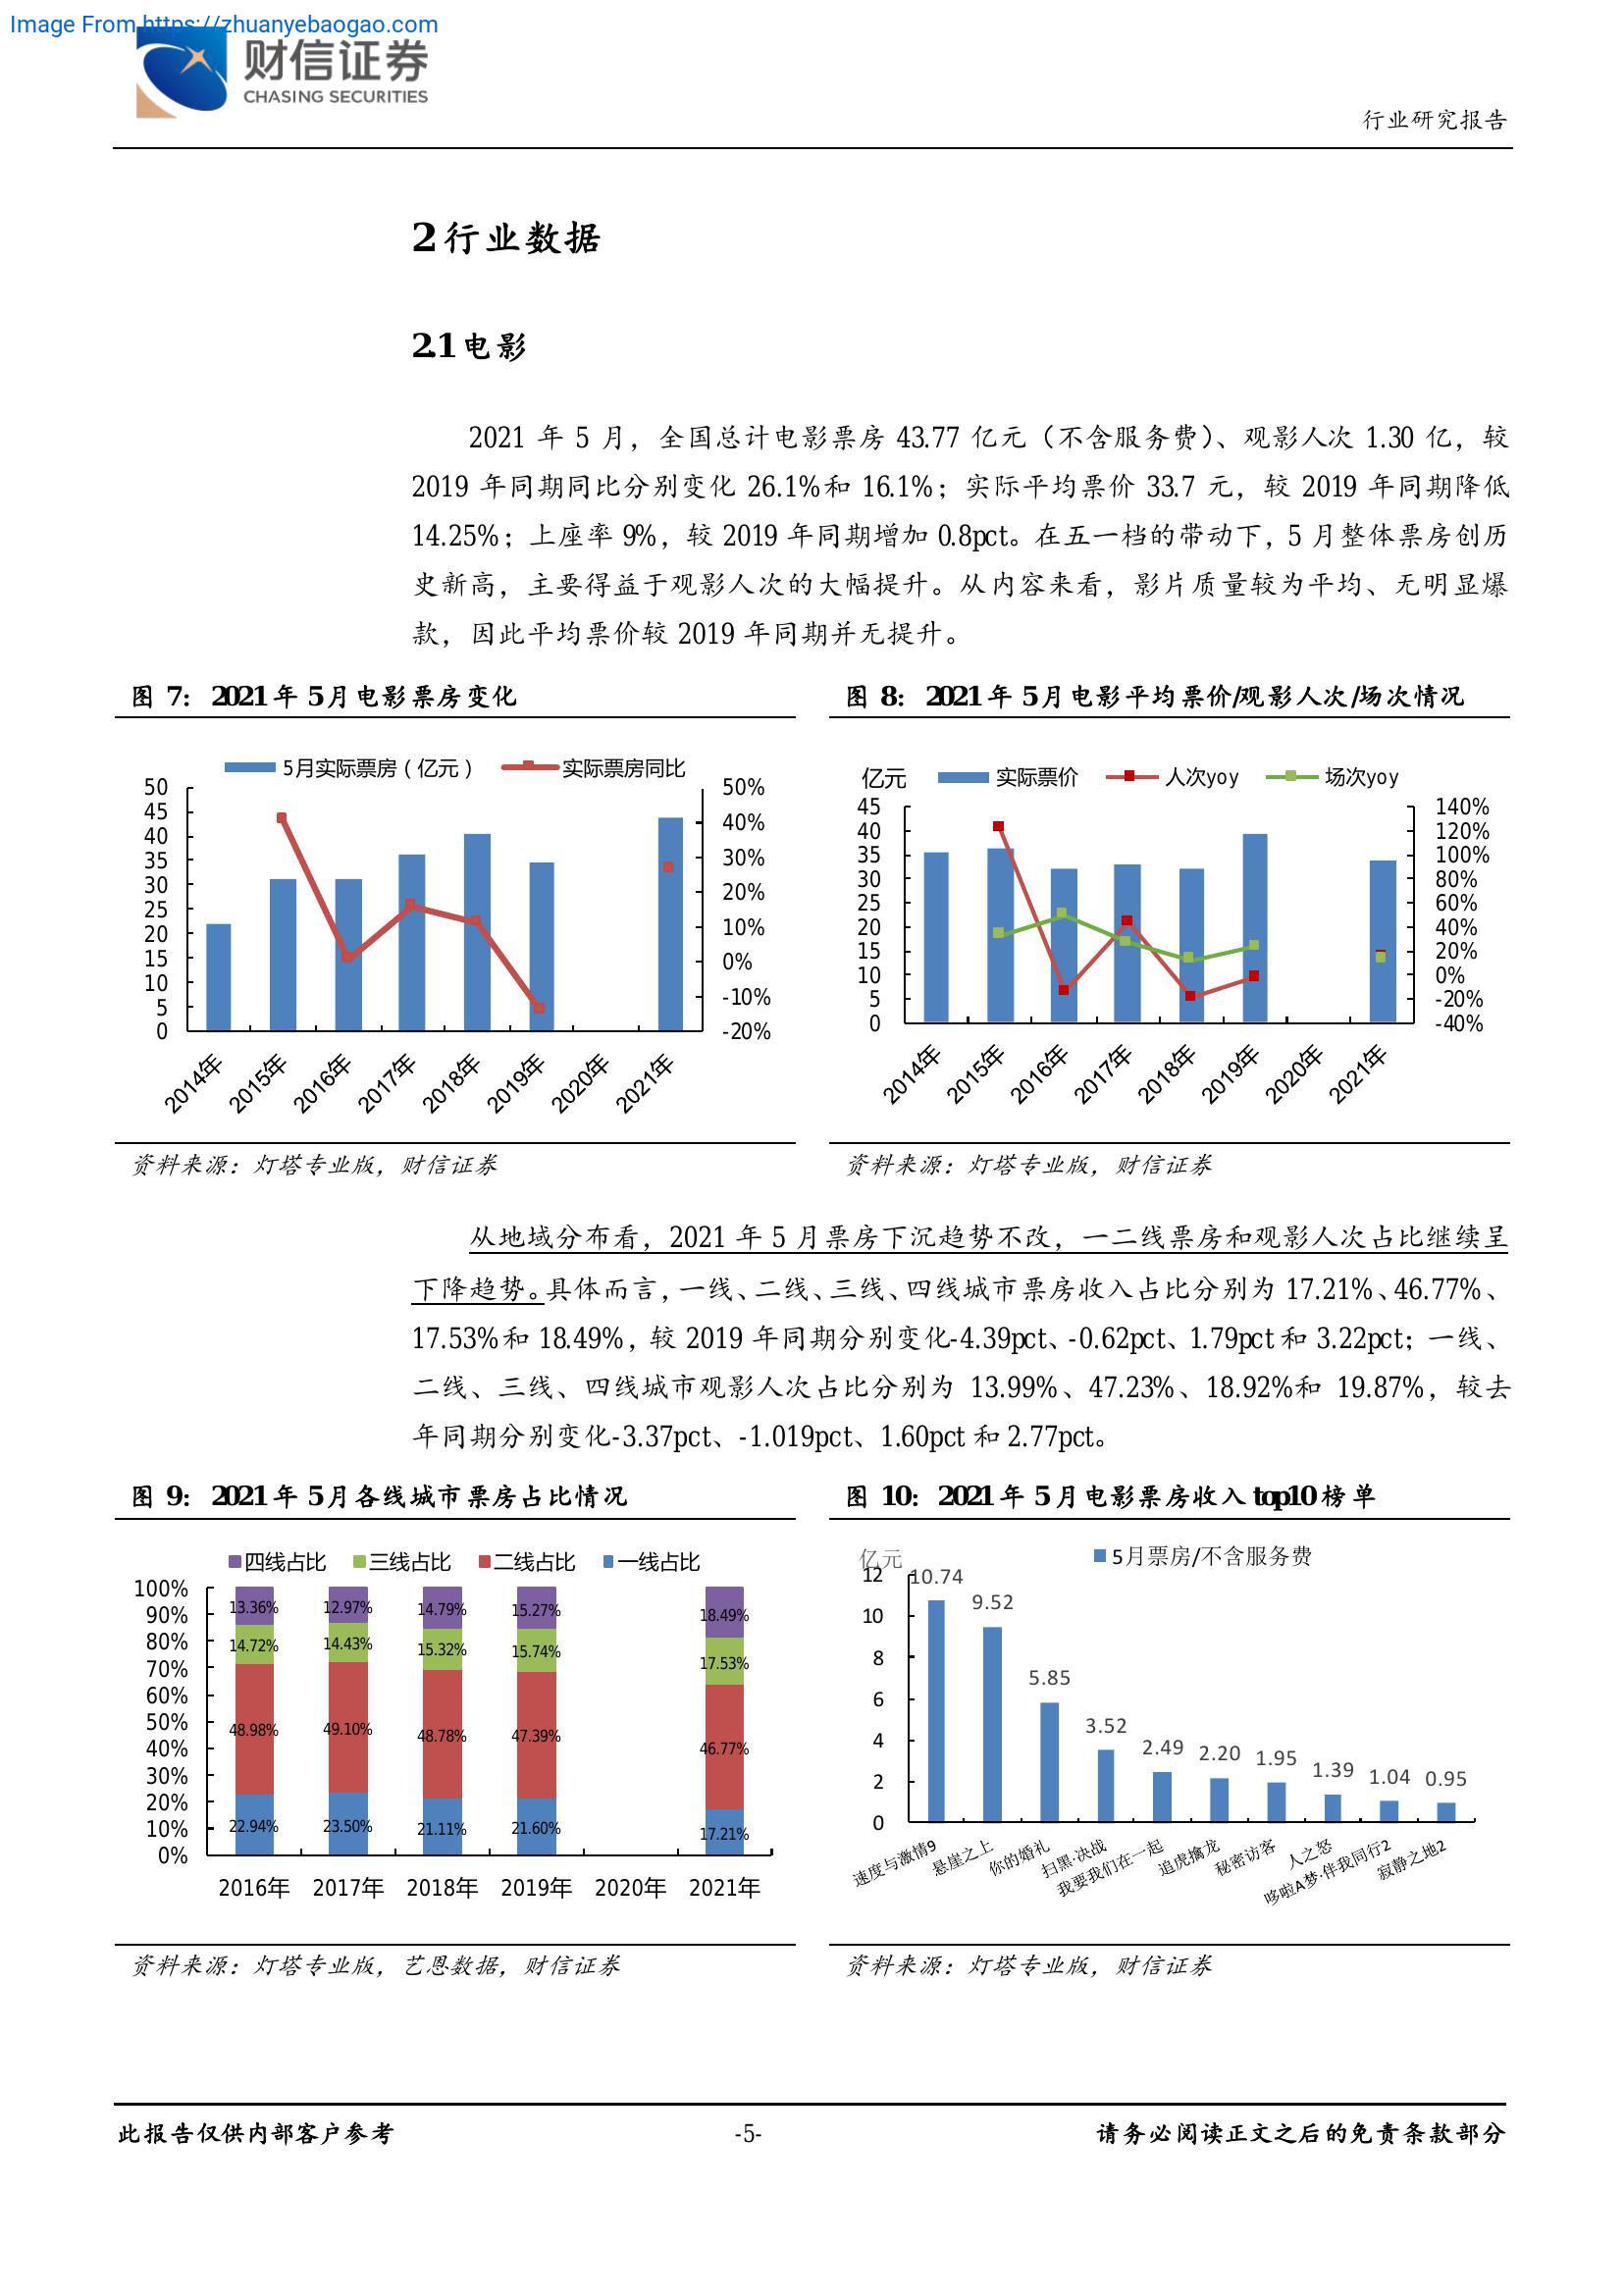 Image From https://zhuanyebaogao.com
财信证券
CHASING SECURITIES
行业研究报告
2 行业数据
2.1 电影
2021 年 5 月，全国总计电影票房 43.77 亿元（不含服务费）、观影人次 1.30 亿，较
2019 年同期同比分别变化 26.1%和 16.1%；实际平均票价 33.7 元，较 2019 年同期降低
14.25%；上座率 9%，较 2019 年同期增加 0.8pct。在五一档的带动下，5 月整体票房创历
史新高，主要得益于观影人次的大幅提升。从内容来看，影片质量较为平均、无明显爆
款，因此平均票价较 2019 年同期并无提升。
图 7：2021 年 5 月电影票房变化
5月实际票房（亿元） 实际票房同比
50
45
40
35
30
25
20
15
10
5
0
50%
40%
30%
20%
10%
0%
-10%
-20%
2014年 2015年 2016年 2017年 2018年 2019年 2020年 2021年
资料来源：灯塔专业版，财信证券
图 8：2021 年 5 月电影平均票价/观影人次/场次情况
亿元 实际票价 人次yoy 场次yoy
45
40
35
30
25
20
15
10
5
0
140%
120%
100%
80%
60%
40%
20%
0%
-20%
-40%
2014年 2015年 2016年 2017年 2018年 2019年 2020年 2021年
资料来源：灯塔专业版，财信证券
从地域分布看，2021 年 5 月票房下沉趋势不改，一二线票房和观影人次占比继续呈
下降趋势。具体而言，一线、二线、三线、四线城市票房收入占比分别为 17.21%、46.77%、
17.53%和 18.49%，较 2019 年同期分别变化-4.39pct、-0.62pct、1.79pct 和 3.22pct；一线、
二线、三线、四线城市观影人次占比分别为 13.99%、47.23%、18.92%和 19.87%，较去
年同期分别变化-3.37pct、-1.019pct、1.60pct 和 2.77pct。
图 9：2021 年 5 月各线城市票房占比情况
四线占比 三线占比 二线占比 一线占比
100%
90%
80%
70%
60%
50%
40%
30%
20%
10%
0%
13.36% 12.97% 14.79% 15.27% 18.49%
14.72% 14.43% 15.32% 15.74% 17.53%
48.98% 49.10% 48.78% 47.39% 46.77%
22.94% 23.50% 21.11% 21.60% 17.21%
2016年 2017年 2018年 2019年 2020年 2021年
资料来源：灯塔专业版，艺恩数据，财信证券
图 10：2021 年 5 月电影票房收入 top10 榜单
亿元
5月票房/不含服务费
12
10
8
6
4
2
0
10.74 9.52 5.85 3.52 2.49 2.20 1.95 1.39 1.04 0.95
速度与激情9 悬崖之上 你的婚礼 扫黑·决战 我要我们在一起 追虎擒龙 秘密访客 人之怒 哆啦A梦·伴我同行2 寂静之地2
资料来源：灯塔专业版，财信证券
此报告仅供内部客户参考
-5-
请务必阅读正文之后的免责条款部分